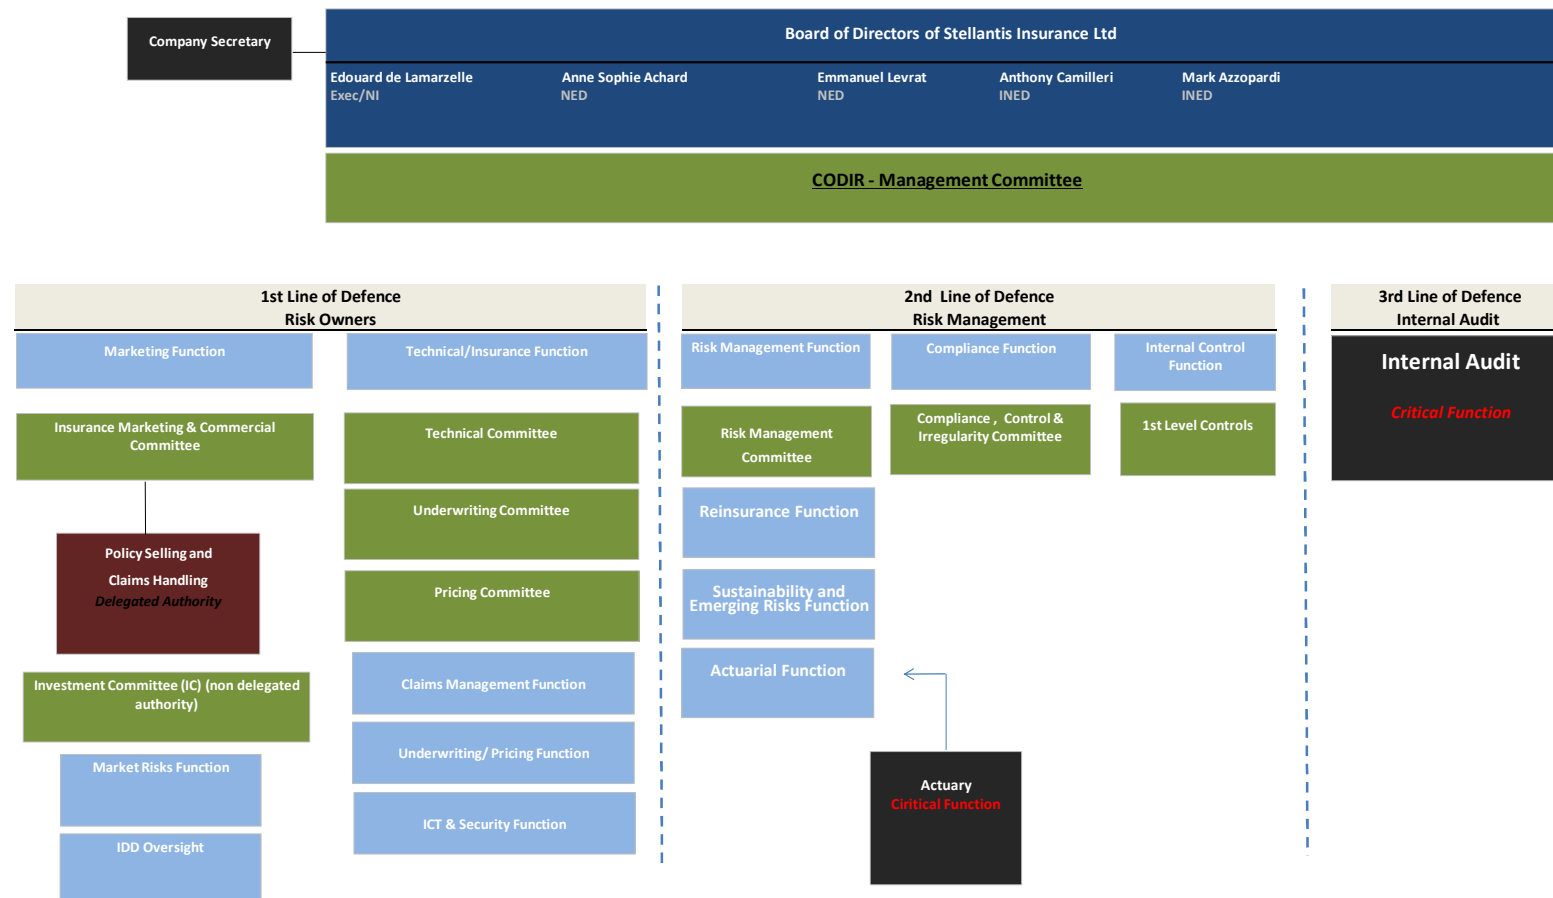 Company Secretary
Board of Directors of Stellantis Insurance Ltd
Edouard de Lamarzelle
Exec/NI
Anne Sophie Achard
NED
Emmanuel Levrat
NED
Anthony Camilleri
INED
Mark Azzopardi
INED
CODIR - Management Committee
1st Line of Defence
Risk Owners
Marketing Function
Insurance Marketing & Commercial
Committee
Policy Selling and
Claims Handling
Delegated Authority
Investment Committee (IC) (non delegated
authority)
Market Risks Function
IDD Oversight
Technical/Insurance Function
Technical Committee
Underwriting Committee
Pricing Committee
Claims Management Function
Underwriting/ Pricing Function
ICT & Security Function
2nd Line of Defence
Risk Management
Risk Management Function
Risk Management
Committee
Reinsurance Function
Sustainability and
Emerging Risks Function
Actuarial Function
Compliance Function
Compliance , Control &
Irregularity Committee
Internal Control
Function
1st Level Controls
Actuary
Ciritical Function
3rd Line of Defence
Internal Audit
Internal Audit
Critical Function